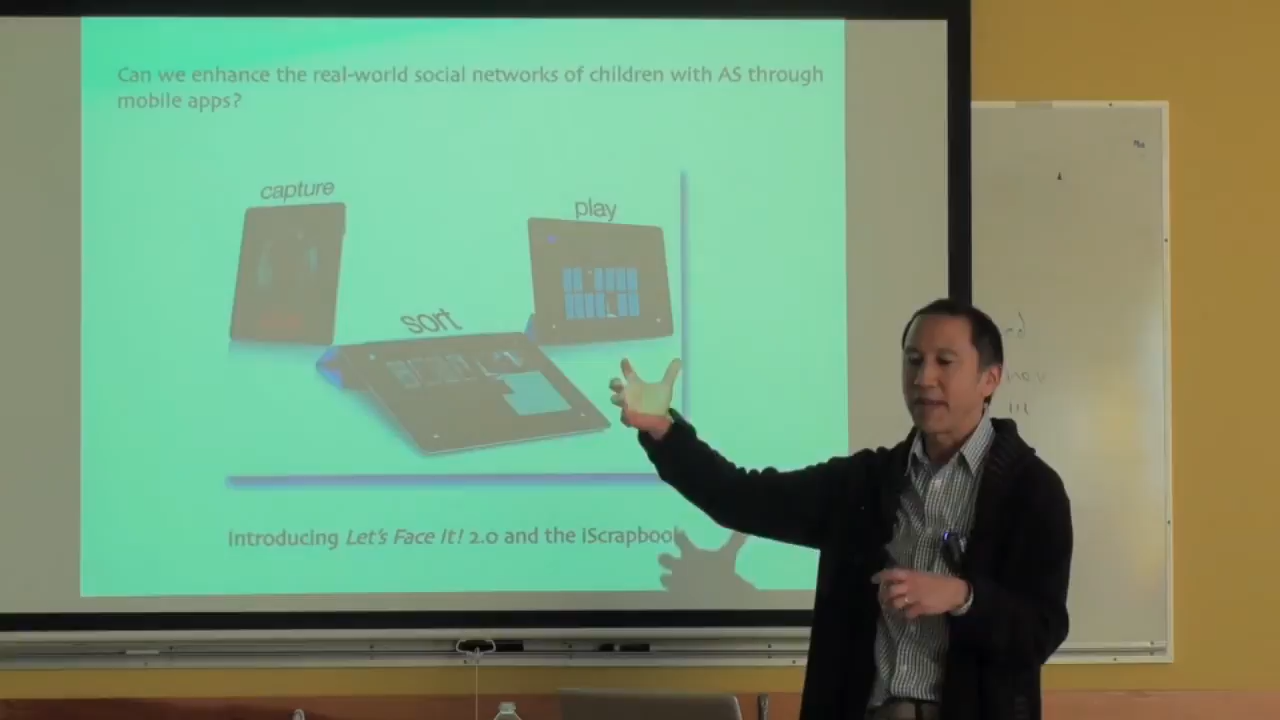 Can we enhance the real-world social networks of children with AS through
mobile apps?
capture
play
sort
Introducing Let's Face It! 2.0 and the iScrapbook